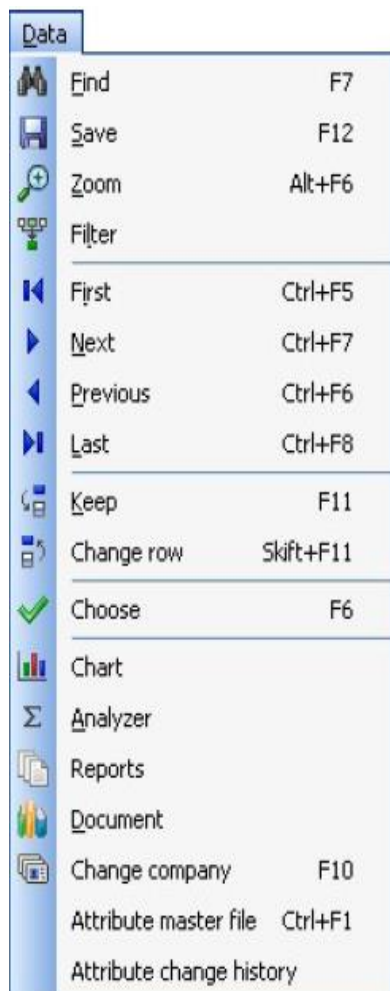 Data
Find F7
Save F12
Zoom Alt+F6
Filter
First Ctrl+F5
Next Ctrl+F7
Previous Ctrl+F6
Last Ctrl+F8
Keep F11
Change row Skift+F11
Choose F6
Chart
Σ Analyzer
Reports
Document
Change company F10
Attribute master file Ctrl+F1
Attribute change history